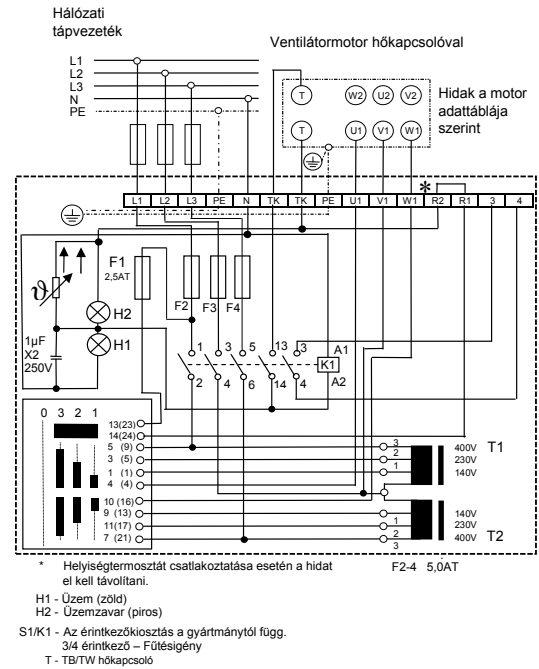 Hálózati
tápvezeték
Ventilátormotor hőkapcsolóval
L1
L2
L3
N
PE
T W2 U2 V2
Hidak a motor
adattáblája
szerint
T U1 V1 W1
*
L1 L2 L3 PE N TK TK PE U1 V1 W1 R2 R1 3 4
F1
2,5AT
ϑ
F2 F3 F4
H2
H1
1µF
X2
250V
1 3 5 13 3
A1
K1
A2
2 4 6 14 4
0 3 2 1
13(23)
14(24)
5 (9)
3 (5)
1 (1)
4 (4)
10 (16)
9 (13)
11(17)
7 (21)
3 400V T1
2 230V
1 140V
140V
1 230V
2 400V T2
3
* Helyiségtermosztát csatlakoztatása esetén a hidat
el kell távolítani.
F2-4 5,0AT
H1 - Üzem (zöld)
H2 - Üzemzavar (piros)
S1/K1 - Az érintkezőkiosztás a gyártmánytól függ.
3/4 érintkező – Fűtésigény
T - TB/TW hőkapcsoló